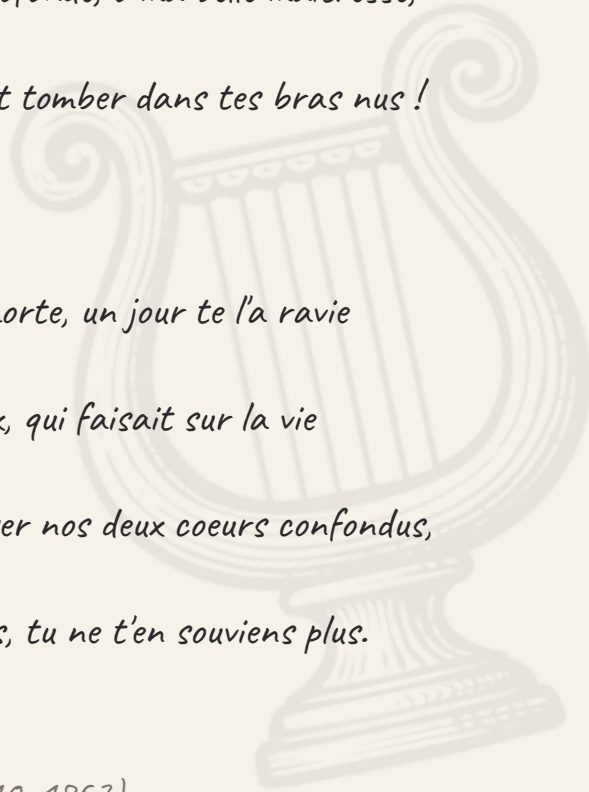 t tomber dans tes bras nus !
orte, un jour te l'a ravie
, qui faisait sur la vie
er nos deux coeurs confondus,
s, tu ne t'en souviens plus.